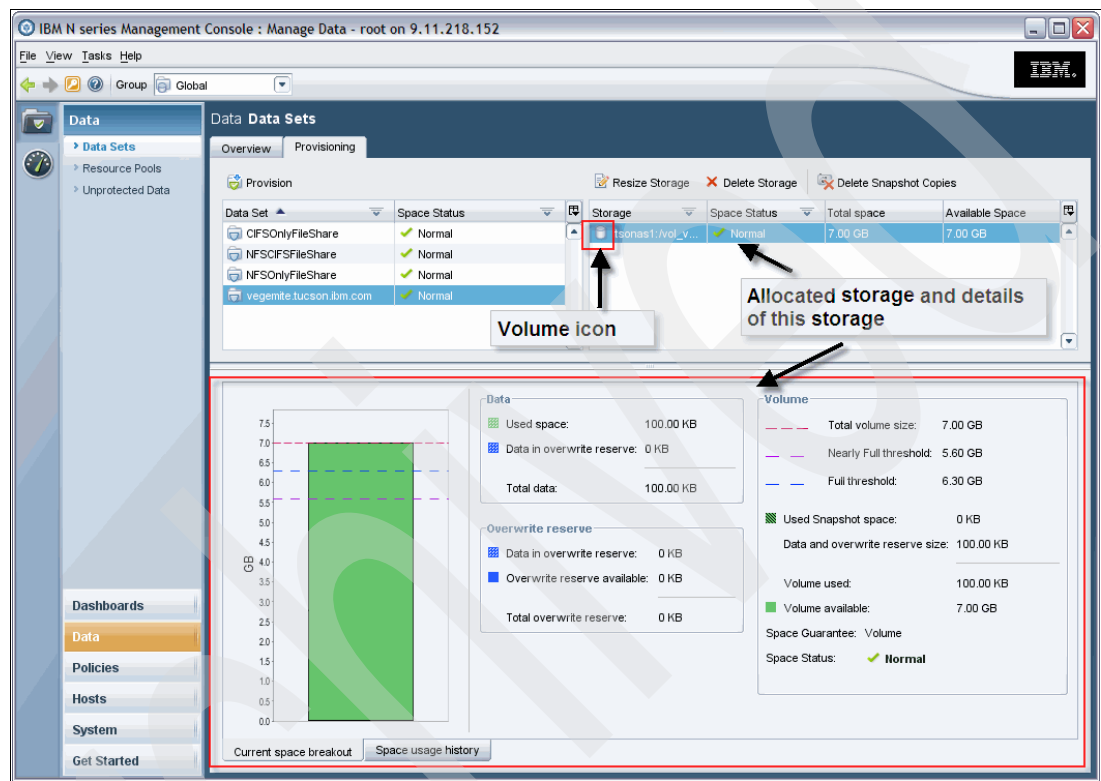 IBM N series Management Console : Manage Data - root on 9.11.218.152
File View Tasks Help
IBM.
Group Global
Data
Data Sets
Resource Pools
Unprotected Data
Dashboards
Data
Policies
Hosts
System
Get Started
Data Data Sets
Overview Provisioning
Provision
Data Set Space Status
CIFSOnlyFileShare Normal
NFSCIFSFileShare Normal
NFSOnlyFileShare Normal
vegemite.tucson.ibm.com Normal
Resize Storage Delete Storage Delete Snapshot Copies
Storage Space Status Total space Available Space
tsonas1:/vol_v... Normal 7.00 GB 7.00 GB
Volume icon
Allocated storage and details
of this storage
GB
7.5
7.0
6.5
6.0
5.5
5.0
4.5
4.0
3.5
3.0
2.5
2.0
1.5
1.0
0.5
0.0
Data
Used space: 100.00 KB
Data in overwrite reserve: 0 KB
Total data: 100.00 KB
Overwrite reserve
Data in overwrite reserve: 0 KB
Overwrite reserve available: 0 KB
Total overwrite reserve: 0 KB
Volume
Total volume size: 7.00 GB
Nearly Full threshold: 5.60 GB
Full threshold: 6.30 GB
Used Snapshot space: 0 KB
Data and overwrite reserve size: 100.00 KB
Volume used: 100.00 KB
Volume available: 7.00 GB
Space Guarantee: Volume
Space Status: Normal
Current space breakout Space usage history